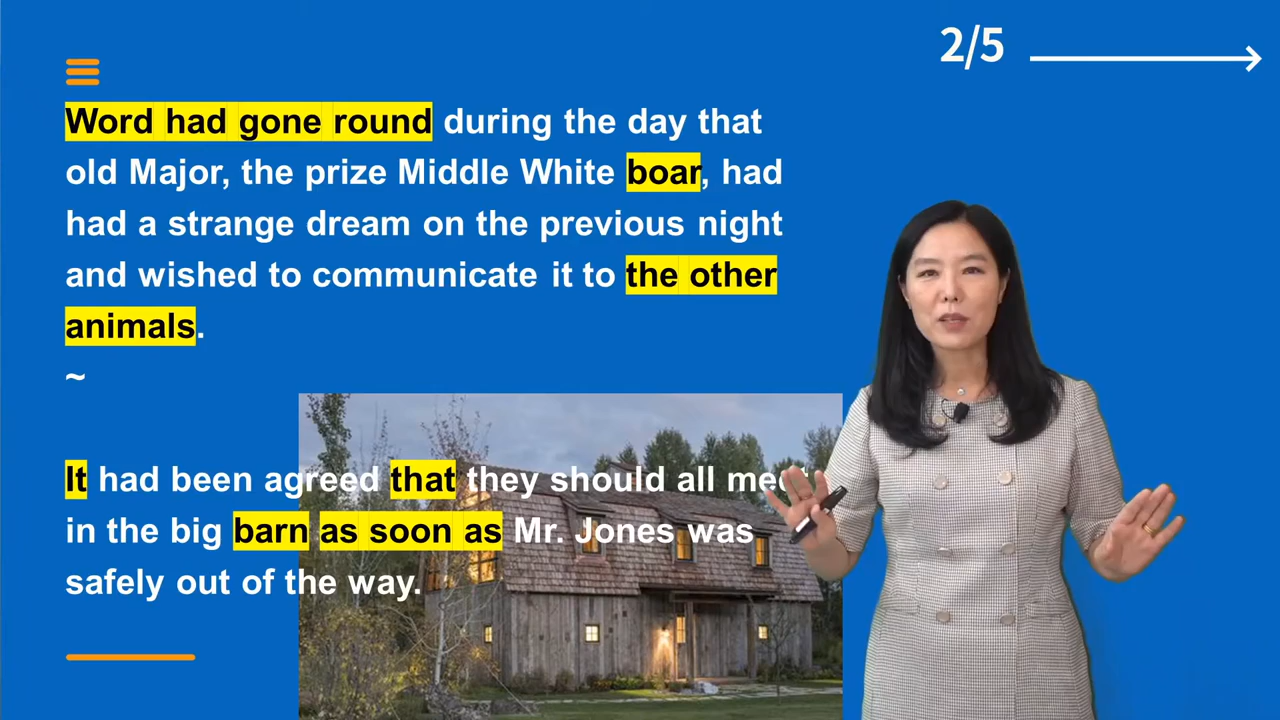 2/5
Word had gone round during the day that
old Major, the prize Middle White boar, had
had a strange dream on the previous night
and wished to communicate it to the other
animals.
~
It had been agreed that they should all meet
in the big barn as soon as Mr. Jones was
safely out of the way.